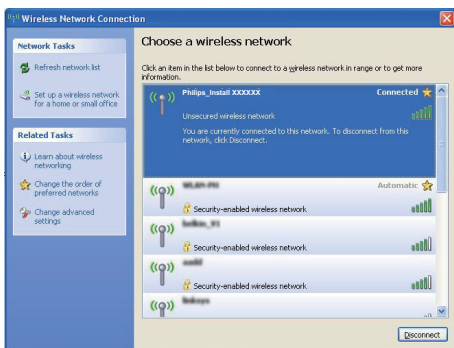 Wireless Network Connection
Network Tasks
Refresh network list
Set up a wireless network
for a home or small office
Related Tasks
Learn about wireless
networking
Change the order of
preferred networks
Change advanced
settings
Choose a wireless network
Click an item in the list below to connect to a wireless network in range or to get more
information.
Philips_Install XXXXXX
Connected
Unsecured wireless network
You are currently connected to this network. To disconnect from this
network, click Disconnect.
Automatic
Security-enabled wireless network
Security-enabled wireless network
Security-enabled wireless network
Disconnect